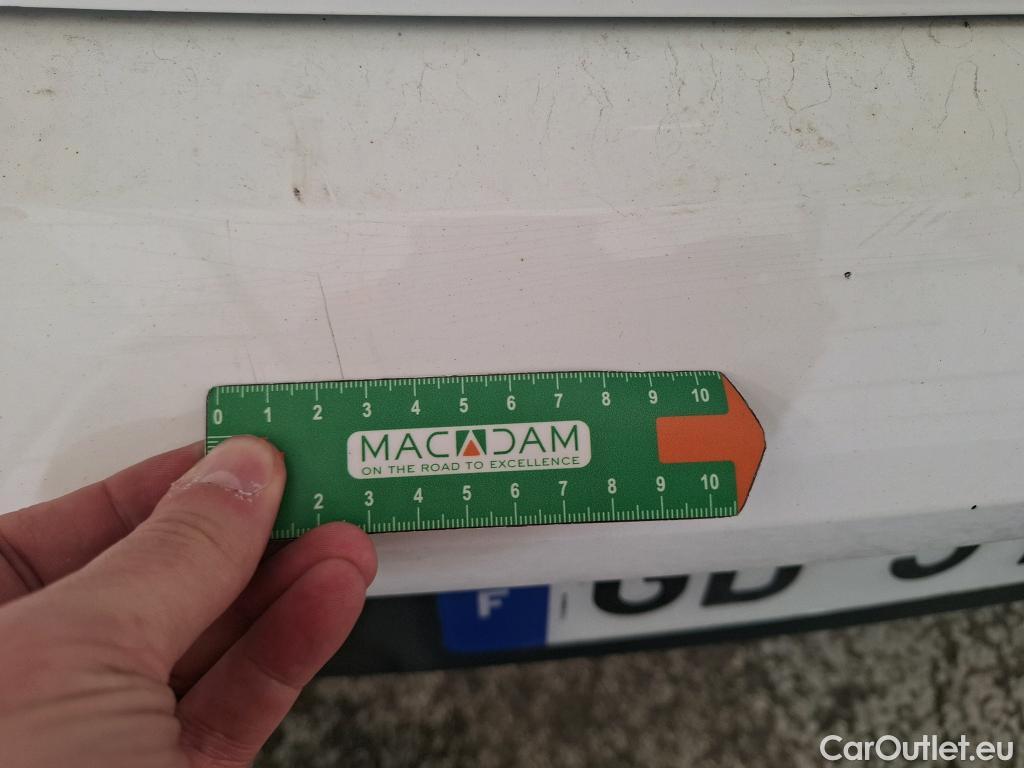 0 1 2 3 4 5 6 7 8 9 10
MACADAM
ON THE ROAD TO EXCELLENCE
2 3 4 5 6 7 8 9 10
F
GD
CarOutlet.eu